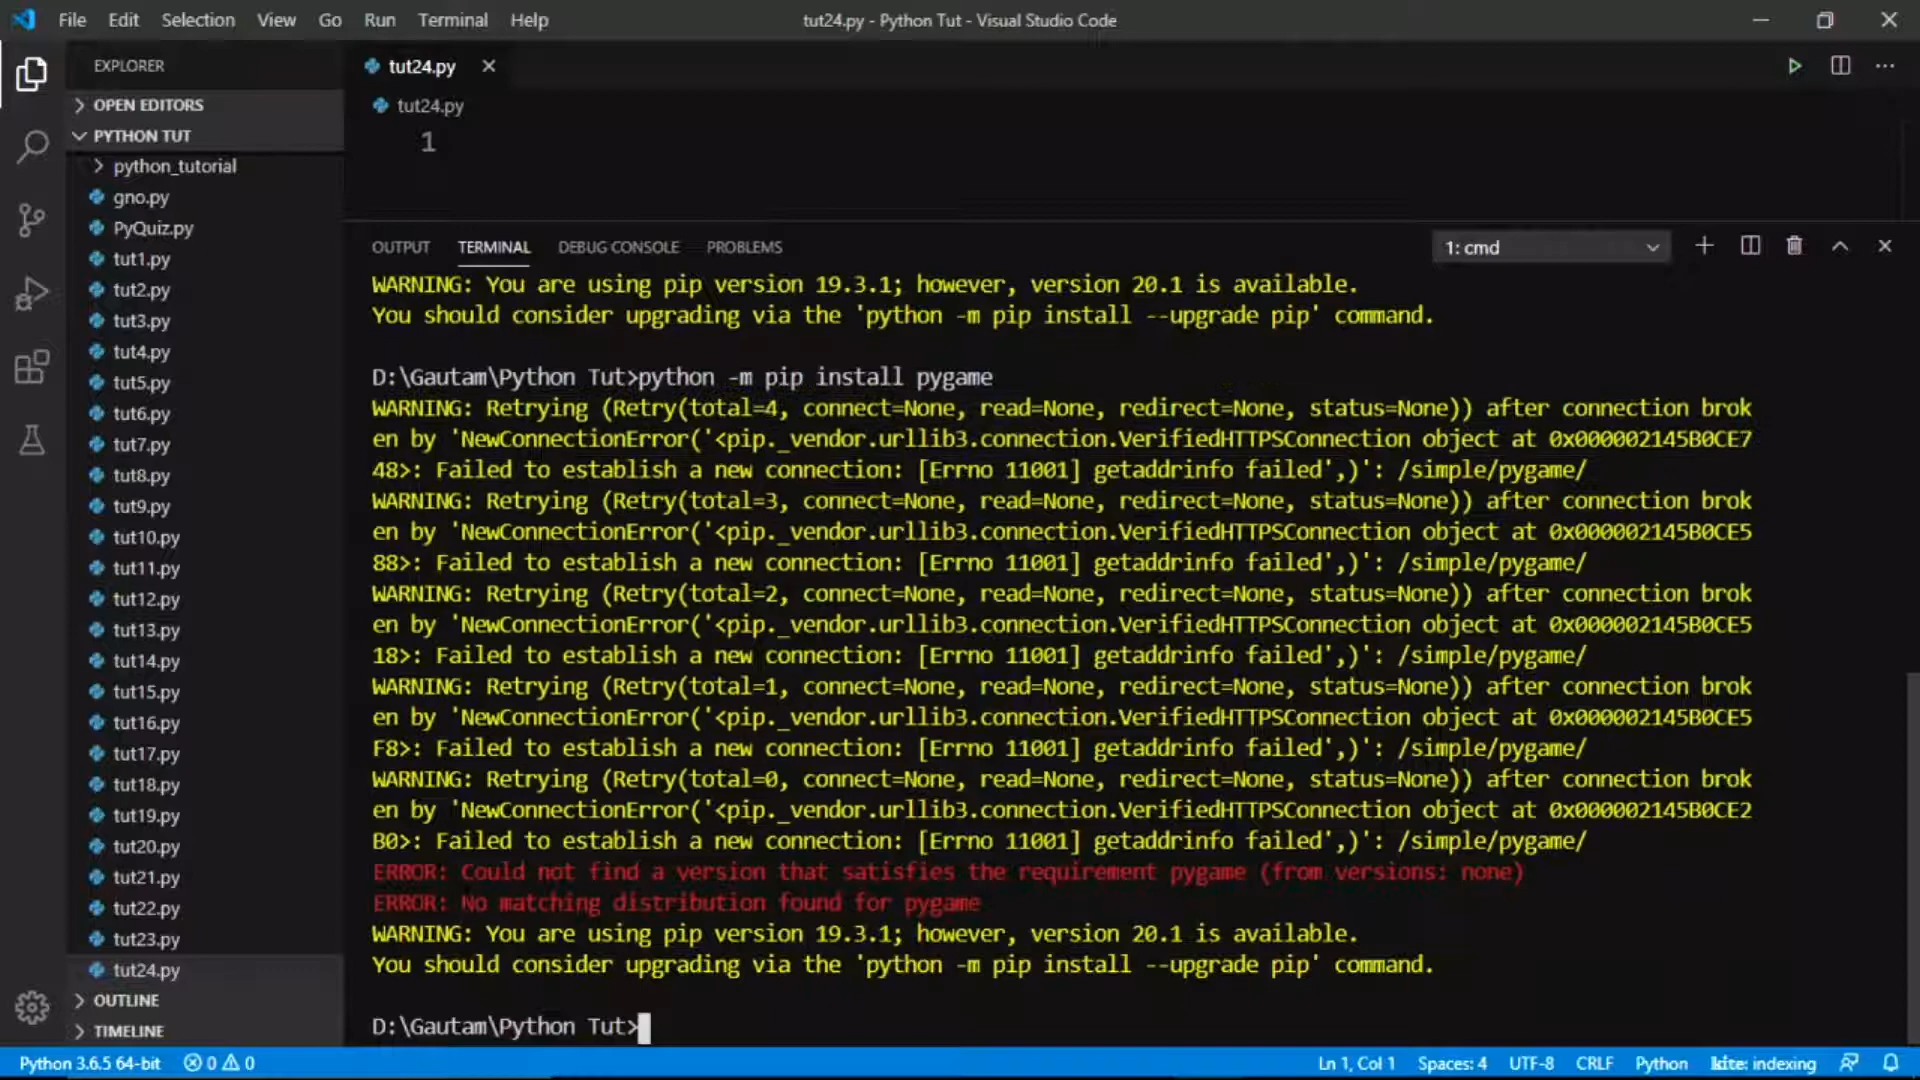 File Edit Selection View Go Run Terminal Help
tut24.py - Python Tut - Visual Studio Code
EXPLORER
OPEN EDITORS
PYTHON TUT
python_tutorial
gno.py
PyQuiz.py
tut1.py
tut2.py
tut3.py
tut4.py
tut5.py
tut6.py
tut7.py
tut8.py
tut9.py
tut10.py
tut11.py
tut12.py
tut13.py
tut14.py
tut15.py
tut16.py
tut17.py
tut18.py
tut19.py
tut20.py
tut21.py
tut22.py
tut23.py
tut24.py
OUTLINE
TIMELINE
tut24.py
tut24.py
1
OUTPUT TERMINAL DEBUG CONSOLE PROBLEMS
1: cmd
WARNING: You are using pip version 19.3.1; however, version 20.1 is available.
You should consider upgrading via the 'python -m pip install --upgrade pip' command.
D:\Gautam\Python Tut>python -m pip install pygame
WARNING: Retrying (Retry(total=4, connect=None, read=None, redirect=None, status=None)) after connection brok
en by 'NewConnectionError('<pip._vendor.urllib3.connection.VerifiedHTTPSConnection object at 0x000002145B0CE7
48>: Failed to establish a new connection: [Errno 11001] getaddrinfo failed',)': /simple/pygame/
WARNING: Retrying (Retry(total=3, connect=None, read=None, redirect=None, status=None)) after connection brok
en by 'NewConnectionError('<pip._vendor.urllib3.connection.VerifiedHTTPSConnection object at 0x000002145B0CE5
88>: Failed to establish a new connection: [Errno 11001] getaddrinfo failed',)': /simple/pygame/
WARNING: Retrying (Retry(total=2, connect=None, read=None, redirect=None, status=None)) after connection brok
en by 'NewConnectionError('<pip._vendor.urllib3.connection.VerifiedHTTPSConnection object at 0x000002145B0CE5
18>: Failed to establish a new connection: [Errno 11001] getaddrinfo failed',)': /simple/pygame/
WARNING: Retrying (Retry(total=1, connect=None, read=None, redirect=None, status=None)) after connection brok
en by 'NewConnectionError('<pip._vendor.urllib3.connection.VerifiedHTTPSConnection object at 0x000002145B0CE5
F8>: Failed to establish a new connection: [Errno 11001] getaddrinfo failed',)': /simple/pygame/
WARNING: Retrying (Retry(total=0, connect=None, read=None, redirect=None, status=None)) after connection brok
en by 'NewConnectionError('<pip._vendor.urllib3.connection.VerifiedHTTPSConnection object at 0x000002145B0CE2
B0>: Failed to establish a new connection: [Errno 11001] getaddrinfo failed',)': /simple/pygame/
ERROR: Could not find a version that satisfies the requirement pygame (from versions: none)
ERROR: No matching distribution found for pygame
WARNING: You are using pip version 19.3.1; however, version 20.1 is available.
You should consider upgrading via the 'python -m pip install --upgrade pip' command.
D:\Gautam\Python Tut>
Python 3.6.5 64-bit 0 0
Ln 1, Col 1 Spaces: 4 UTF-8 CRLF Python kite: indexing